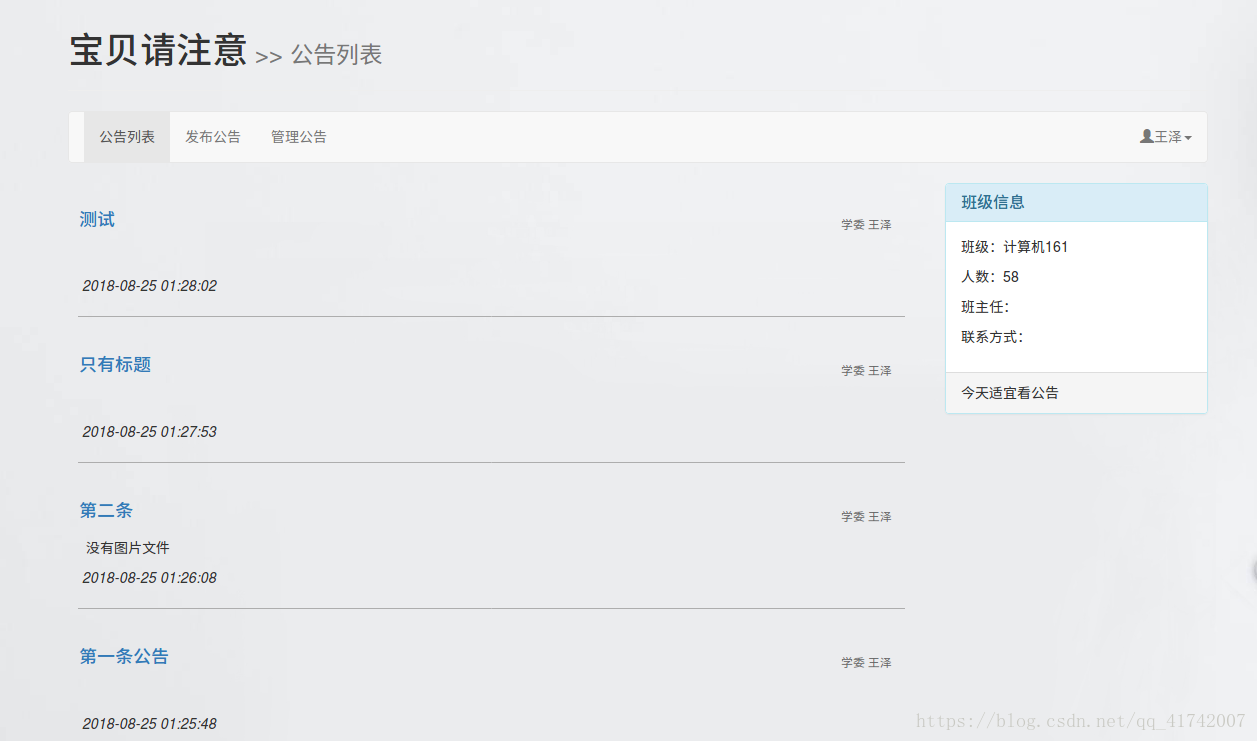 宝贝请注意 >> 公告列表
公告列表 发布公告 管理公告 王泽
测试
学委 王泽
2018-08-25 01:28:02
只有标题
学委 王泽
2018-08-25 01:27:53
第二条
学委 王泽
没有图片文件
2018-08-25 01:26:08
第一条公告
学委 王泽
2018-08-25 01:25:48
班级信息
班级：计算机161
人数：58
班主任：
联系方式：
今天适宜看公告
https://blog.csdn.net/qq_41742007